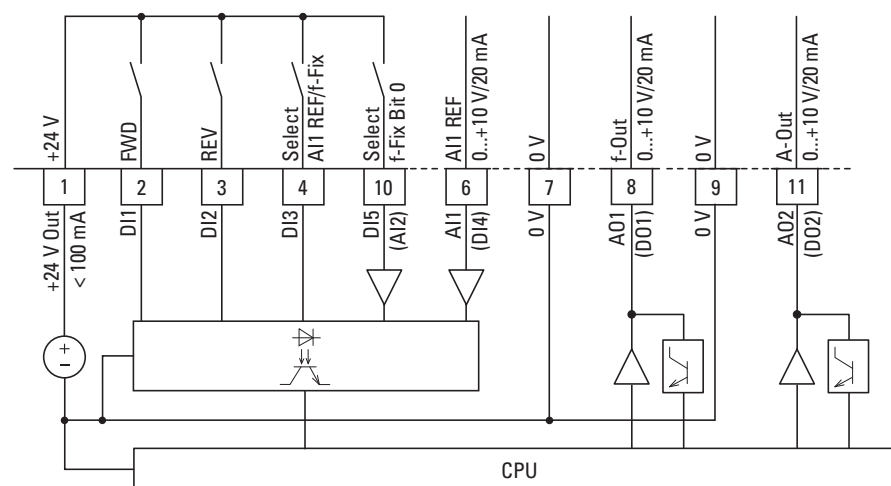 +24 V
FWD
REV
Select
AI1 REF/f-Fix
Select
f-Fix Bit 0
AI1 REF
0...+10 V/20 mA
0 V
f-Out
0...+10 V/20 mA
0 V
A-Out
0...+10 V/20 mA
1
2
3
4
10
6
7
8
9
11
+24 V Out
< 100 mA
DI1
DI2
DI3
DI5
(AI2)
AI1
(DI4)
0 V
AO1
(DO1)
0 V
AO2
(DO2)
+
-
CPU